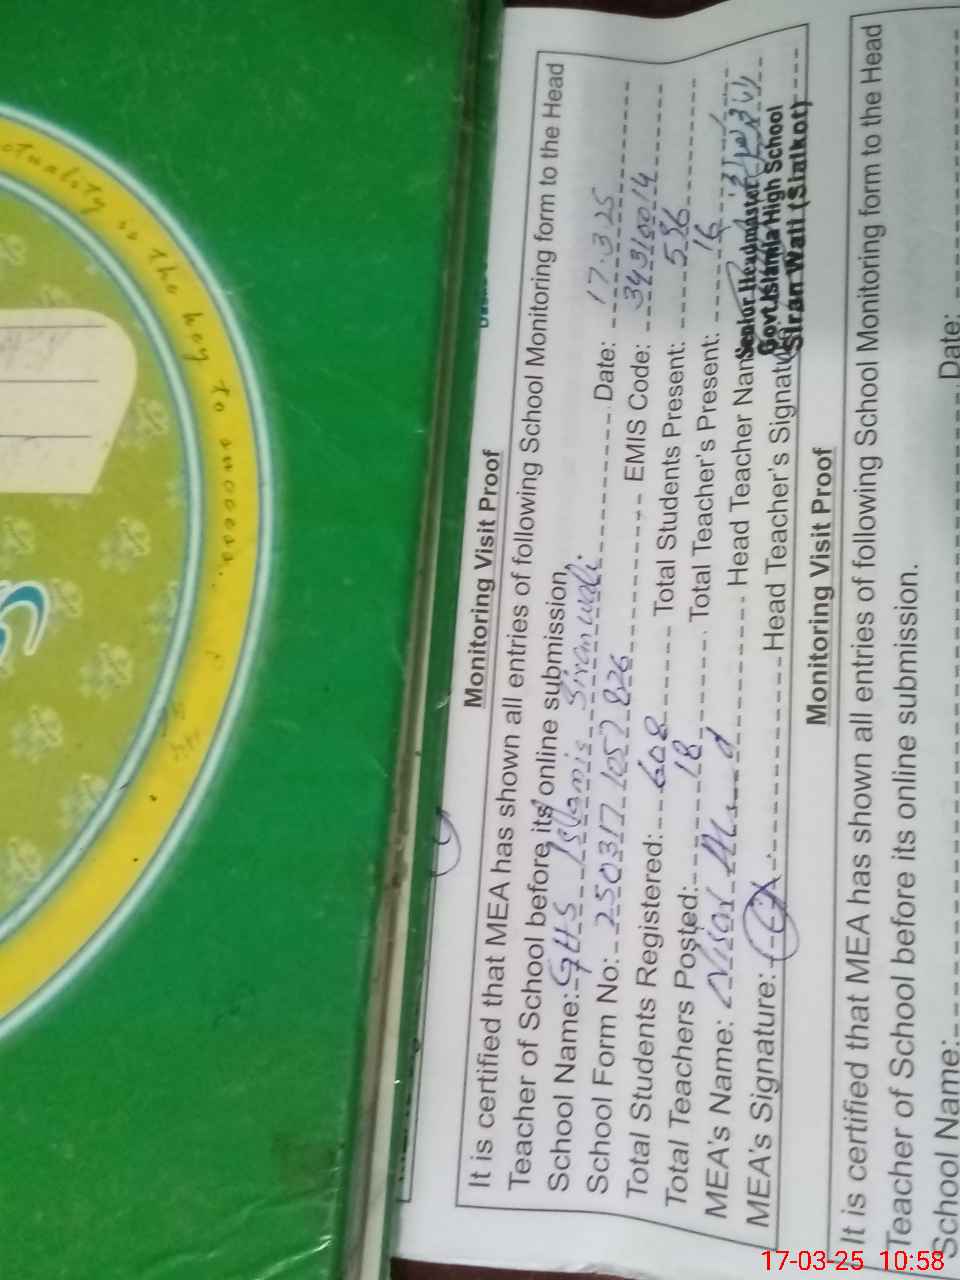 Monitoring Visit Proof
It is certified that MEA has shown all entries of following School Monitoring form to the Head
Teacher of School before its online submission.
School Name: GHS Islamia Siranwali. Date: 17.3.25
School Form No: 250317 1057 826 EMIS Code: 34310014
Total Students Registered: 608 Total Students Present: 536
Total Teachers Posted: 18 Total Teacher's Present: 16
MEA's Name: Head Teacher Nam
MEA's Signature: Head Teacher's Signatu
Senior Headmaster
Govt.Islamia High School
Siran Wali (Sialkot)
Monitoring Visit Proof
It is certified that MEA has shown all entries of following School Monitoring form to the Head
Teacher of School before its online submission.
School Name: Date:
is the key to success
17-03-25 10:58